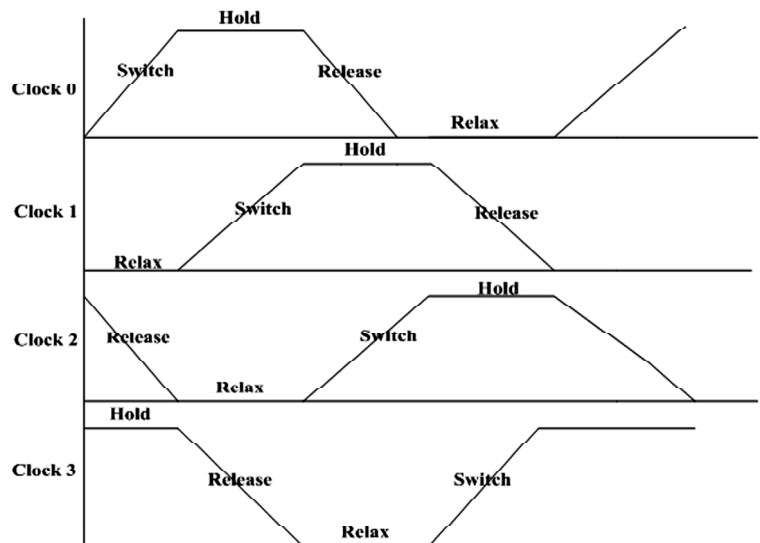 Hold
Switch
Release
Clock 0
Relax
Hold
Clock 1
Switch
Release
Relax
Hold
Clock 2
Release
Switch
Relax
Hold
Clock 3
Release
Switch
Relax